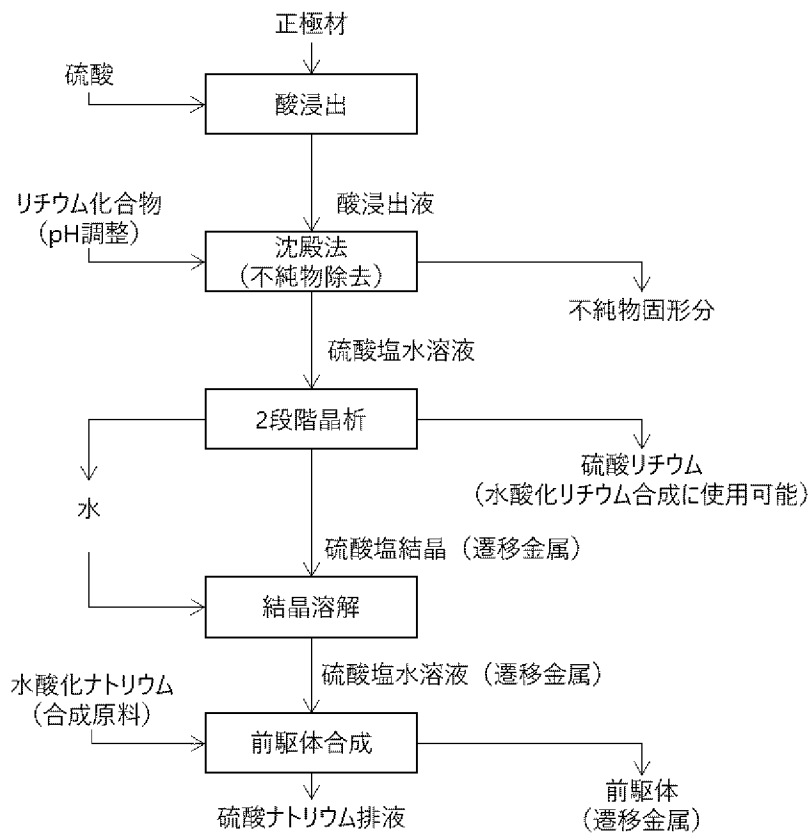 正極材
硫酸
酸浸出
酸浸出液
リチウム化合物
(pH調整)
沈殿法
(不純物除去)
不純物固形分
硫酸塩水溶液
2段階晶析
硫酸リチウム
(水酸化リチウム合成に使用可能)
水
硫酸塩結晶（遷移金属）
結晶溶解
硫酸塩水溶液（遷移金属）
水酸化ナトリウム
(合成原料)
前駆体合成
前駆体
(遷移金属)
硫酸ナトリウム排液